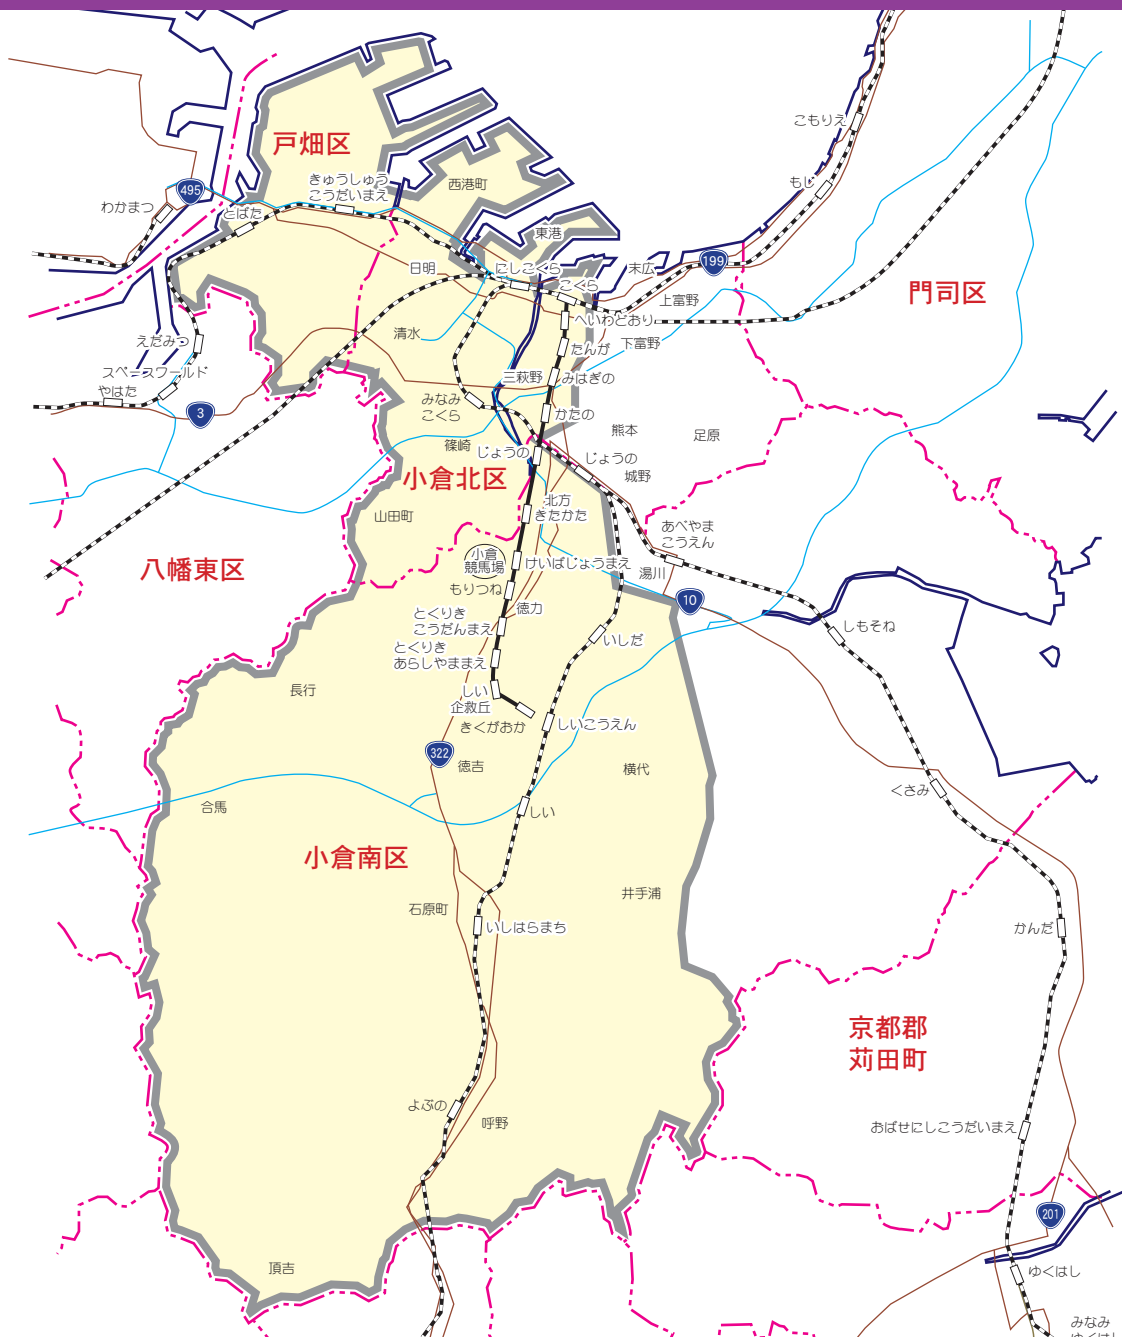 こもりえ
戸畑区
きゅうしゅう
こうだいまえ
西港町
もじ
495
わかまつ
とばた
東港
日明
にしこくら
こくら
末広
199
門司区
上富野
へいわどおり
清水
えだみつ
たんが
下富野
スペースワールド
やはた
三萩野
みはぎの
3
みなみ
こくら
かたの
熊本
足原
篠崎
じょうの
じょうの
城野
小倉北区
山田町
北方
きたかた
あべやま
こうえん
八幡東区
小倉
競馬場
けいばじょうまえ
湯川
もりつね
10
徳力
とくりき
こうだんまえ
しもそね
いしだ
とくりき
あらしやままえ
長行
しい
企救丘
きくがおか
しいこうえん
322
徳吉
横代
くさみ
合馬
しい
小倉南区
井手浦
石原町
いしはらまち
かんだ
京都郡
苅田町
よぶの
呼野
おばせにしこうだいまえ
201
頂吉
ゆくはし
みなみ